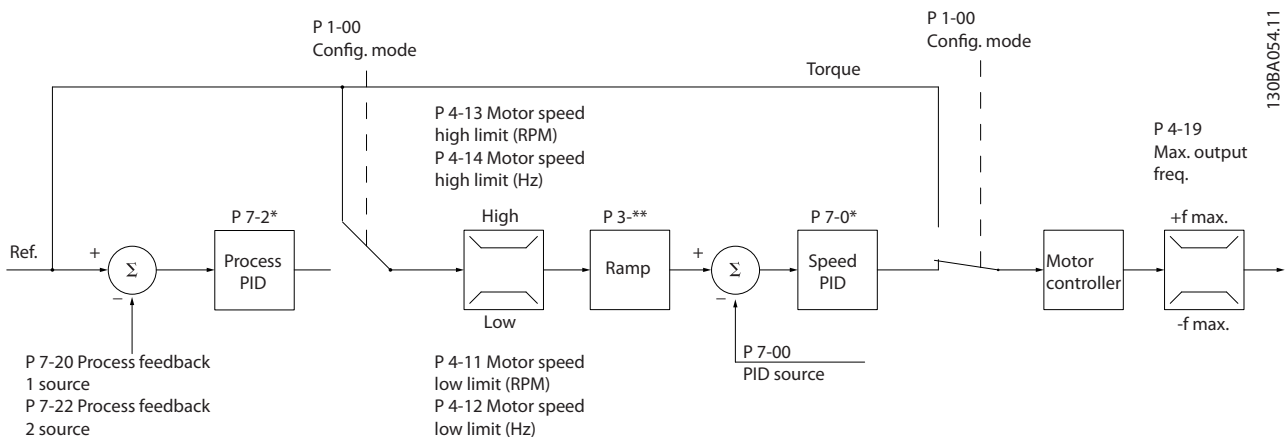 P 1-00
Config. mode
P 1-00
Config. mode
130BA054.11
Torque
P 4-13 Motor speed
high limit (RPM)
P 4-14 Motor speed
high limit (Hz)
P 4-19
Max. output
freq.
P 7-2*
High
P 3-**
P 7-0*
+f max.
Ref.
+
Σ
−
Process
PID
Ramp
+
Σ
−
Speed
PID
Motor
controller
Low
-f max.
P 7-20 Process feedback
1 source
P 7-22 Process feedback
2 source
P 4-11 Motor speed
low limit (RPM)
P 4-12 Motor speed
low limit (Hz)
P 7-00
PID source